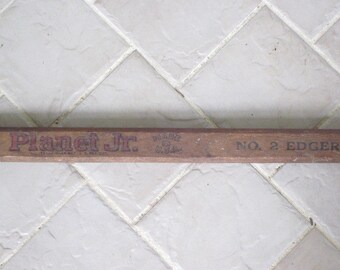 Planet Jr. NO. 2 EDGER